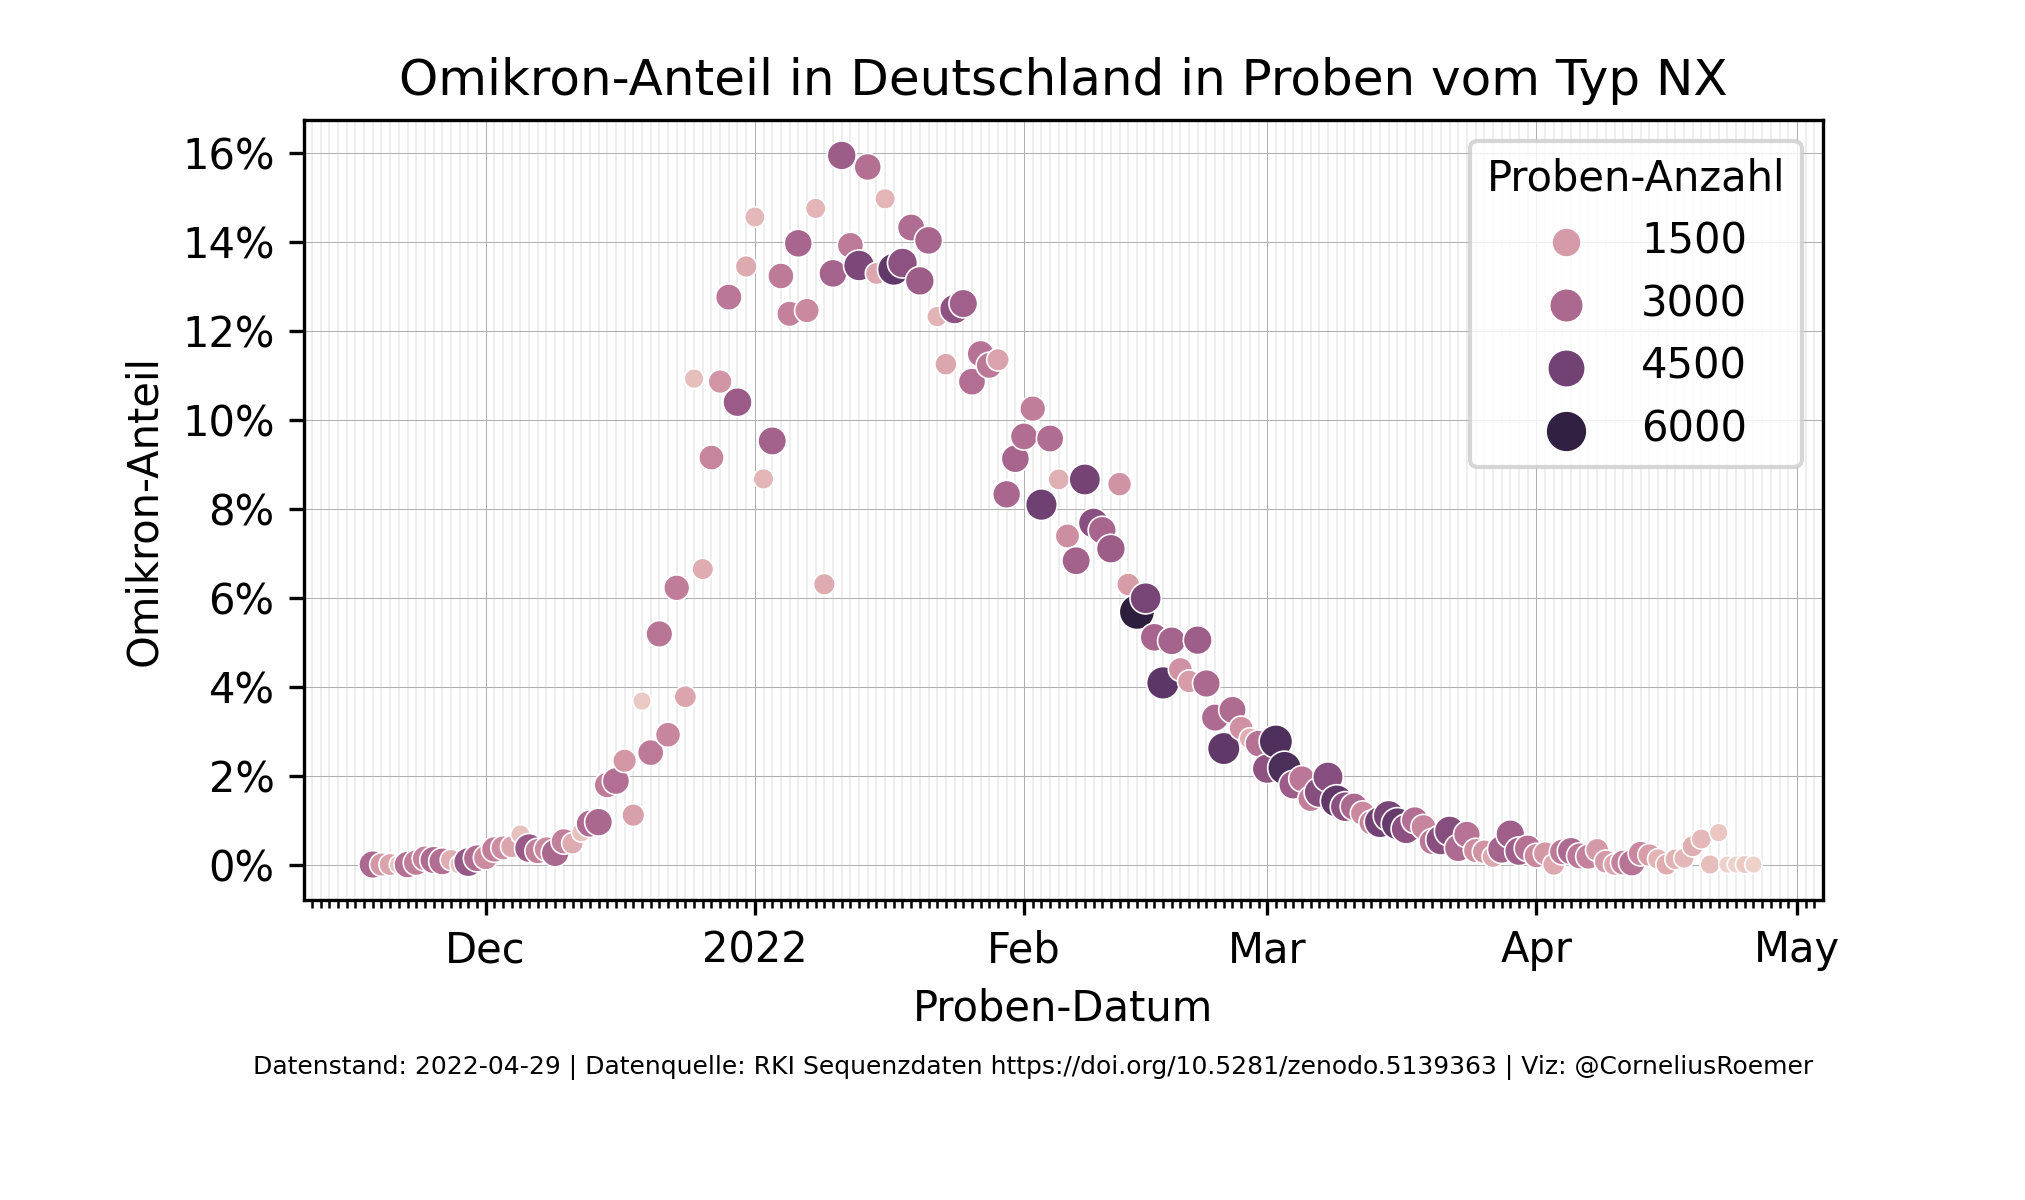 Omikron-Anteil in Deutschland in Proben vom Typ NX
Proben-Anzahl
1500
3000
4500
6000
Omikron-Anteil
16%
14%
12%
10%
8%
6%
4%
2%
0%
Dec 2022 Feb Mar Apr May
Proben-Datum
Datenstand: 2022-04-29 | Datenquelle: RKI Sequenzdaten https://doi.org/10.5281/zenodo.5139363 | Viz: @CorneliusRoemer